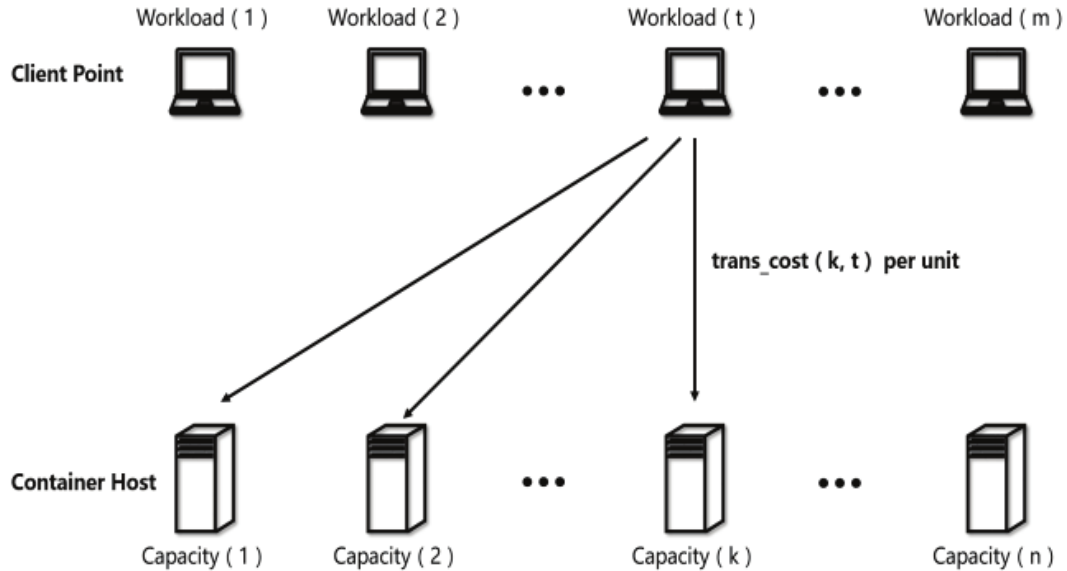 Workload ( 1 ) Workload ( 2 ) Workload ( t ) Workload ( m )
Client Point
trans_cost ( k, t ) per unit
Container Host
Capacity ( 1 ) Capacity ( 2 ) Capacity ( k ) Capacity ( n )